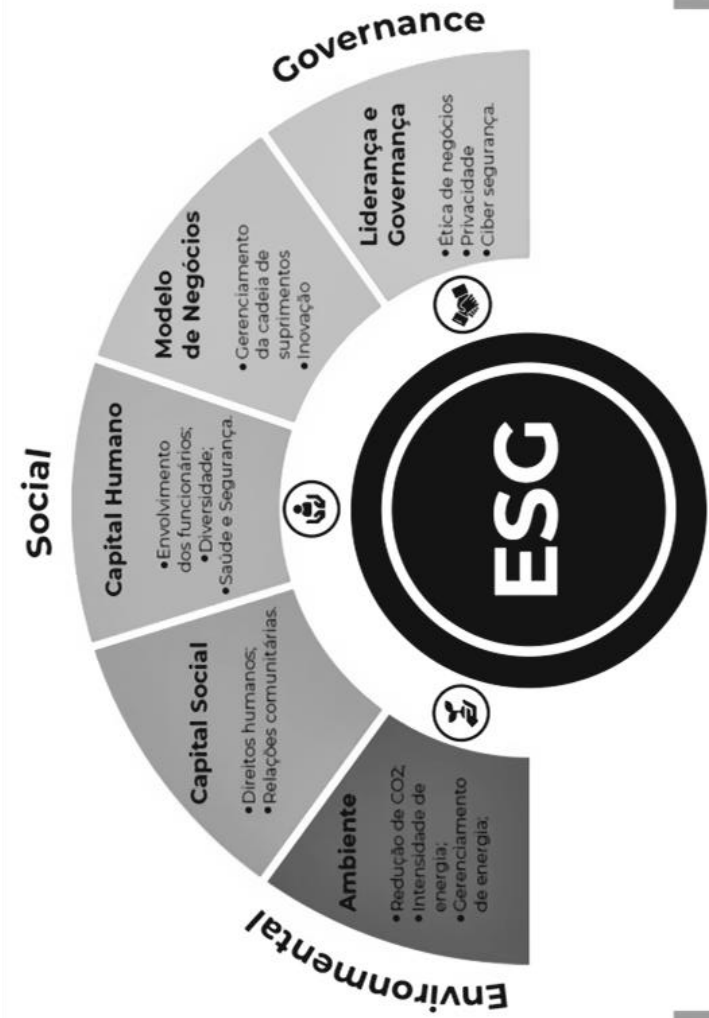 Environmental
Social
Governance
Ambiente
• Redução de CO2;
• Intensidade de
energia;
• Gerenciamento
de energia;
Capital Social
• Direitos humanos;
• Relações comunitárias.
Capital Humano
• Envolvimento
dos funcionários;
• Diversidade;
• Saúde e Segurança.
Modelo
de Negócios
• Gerenciamento
da cadeia de
suprimentos
• Inovação
Liderança e
Governança
• Ética de negócios
• Privacidade
• Ciber segurança.
ESG